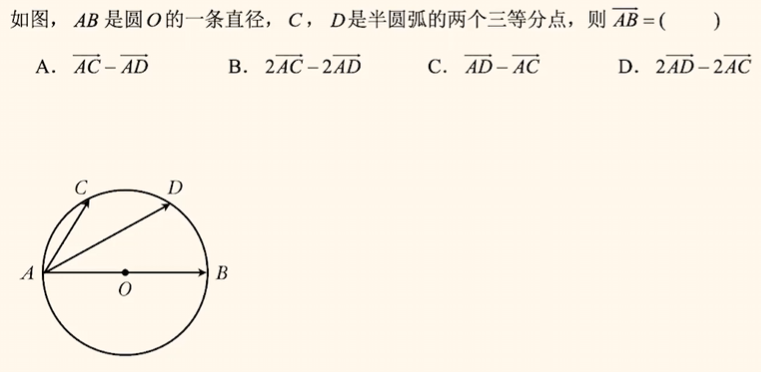 如图， AB 是圆 O 的一条直径， C， D是半圆弧的两个三等分点，则 $\overrightarrow{AB}$ =(　　)
A． $\overrightarrow{AC}-\overrightarrow{AD}$　　B． $2\overrightarrow{AC}-2\overrightarrow{AD}$　　C． $\overrightarrow{AD}-\overrightarrow{AC}$　　D． $2\overrightarrow{AD}-2\overrightarrow{AC}$
C D
A B
O